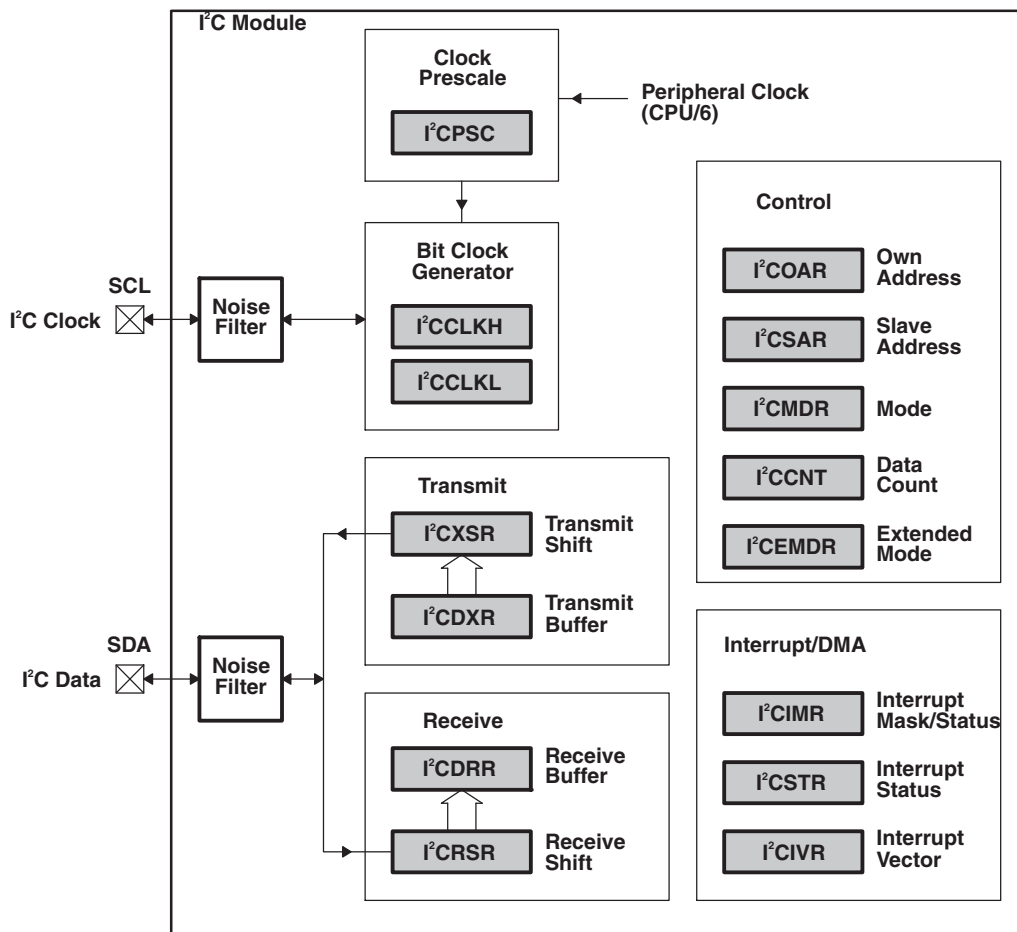 I²C Module
Clock
Prescale
I²CPSC
Peripheral Clock
(CPU/6)
Bit Clock
Generator
I²CCLKH
I²CCLKL
SCL
I²C Clock
Noise
Filter
Control
I²COAR
Own
Address
I²CSAR
Slave
Address
I²CMDR
Mode
I²CCNT
Data
Count
I²CEMDR
Extended
Mode
Transmit
I²CXSR
Transmit
Shift
I²CDXR
Transmit
Buffer
SDA
I²C Data
Noise
Filter
Receive
I²CDRR
Receive
Buffer
I²CRSR
Receive
Shift
Interrupt/DMA
I²CIMR
Interrupt
Mask/Status
I²CSTR
Interrupt
Status
I²CIVR
Interrupt
Vector